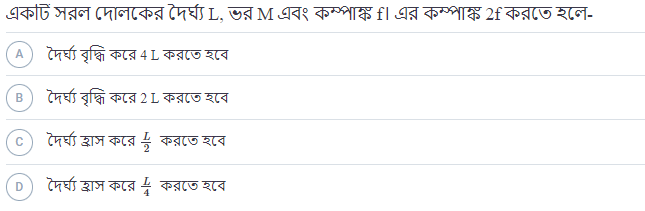 একটি সরল দোলকের দৈর্ঘ্য L, ভর M এবং কম্পাঙ্ক f। এর কম্পাঙ্ক 2f করতে হলে-
A দৈর্ঘ্য বৃদ্ধি করে 4 L করতে হবে
B দৈর্ঘ্য বৃদ্ধি করে 2 L করতে হবে
C দৈর্ঘ্য হ্রাস করে L/2 করতে হবে
D দৈর্ঘ্য হ্রাস করে L/4 করতে হবে